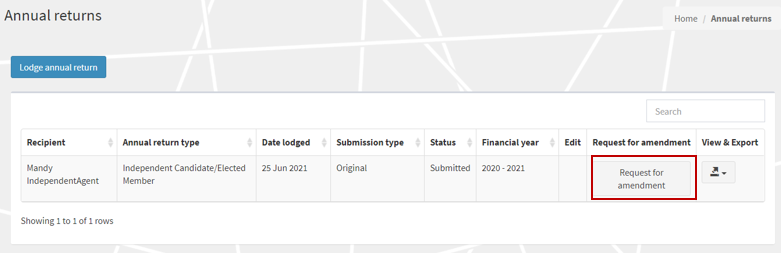 Annual returns
Home / Annual returns
Lodge annual return
Search
Recipient Annual return type Date lodged Submission type Status Financial year Edit Request for amendment View & Export
Mandy Independent Candidate/Elected 25 Jun 2021 Original Submitted 2020 - 2021 Request for
IndependentAgent Member amendment
Showing 1 to 1 of 1 rows